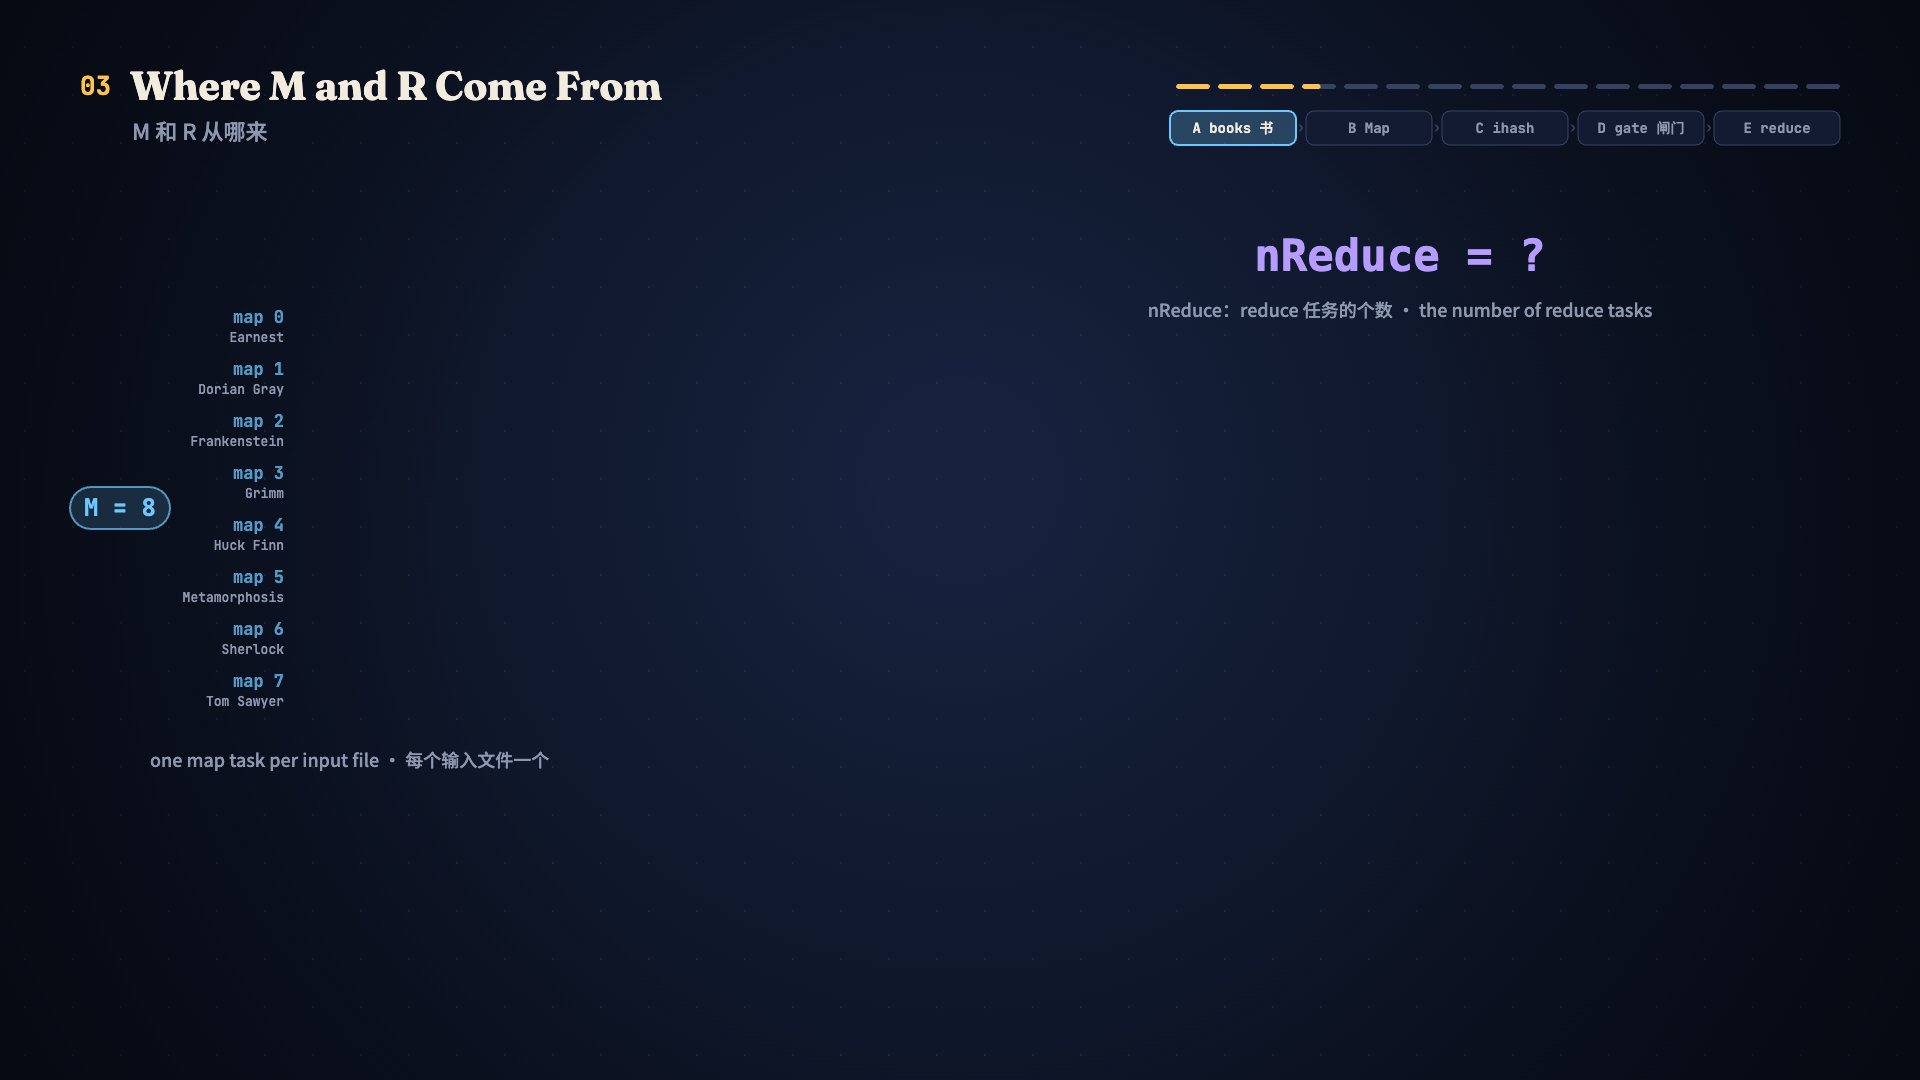 03 Where M and R Come From
M 和 R 从哪来
A books 书 › B Map › C ihash › D gate 闸门 › E reduce
nReduce = ?
nReduce：reduce 任务的个数 · the number of reduce tasks
map 0
Earnest
map 1
Dorian Gray
map 2
Frankenstein
map 3
Grimm
M = 8
map 4
Huck Finn
map 5
Metamorphosis
map 6
Sherlock
map 7
Tom Sawyer
one map task per input file · 每个输入文件一个